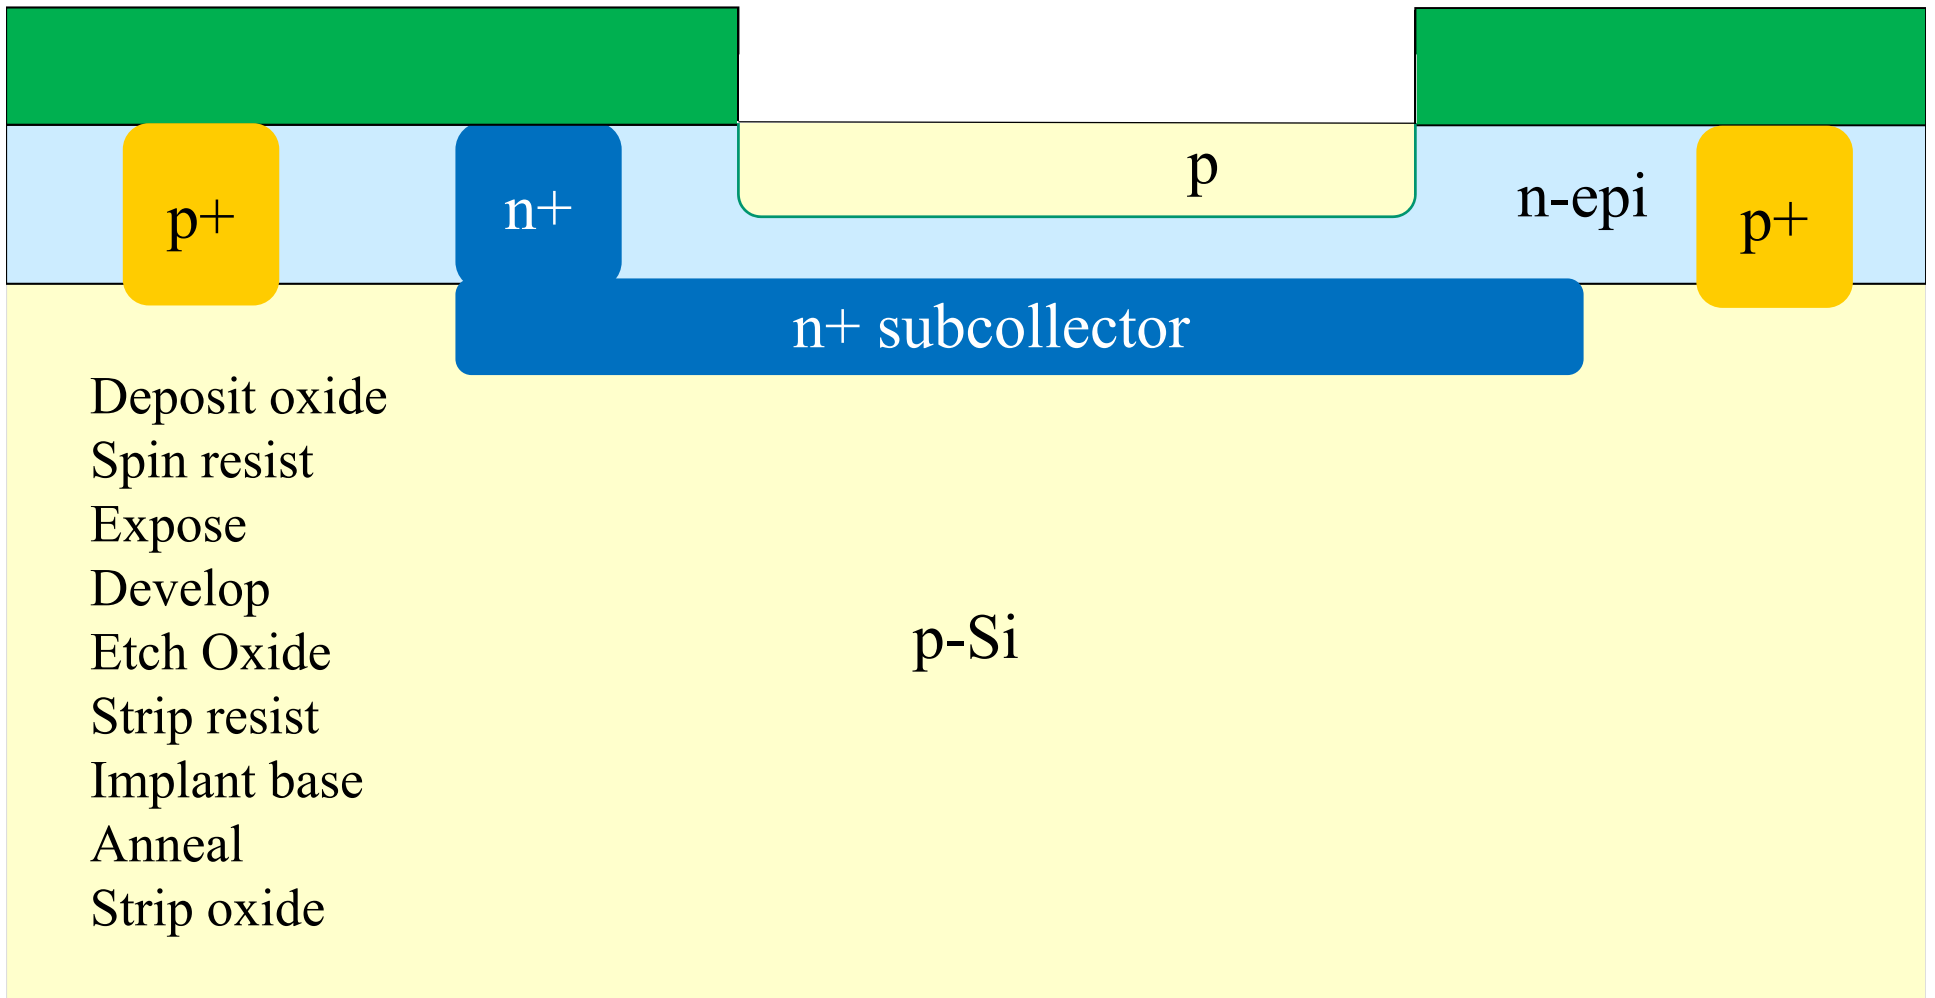 p
n-epi
p+
n+
p+
n+ subcollector
Deposit oxide
Spin resist
Expose
Develop
Etch Oxide
Strip resist
Implant base
Anneal
Strip oxide
p-Si